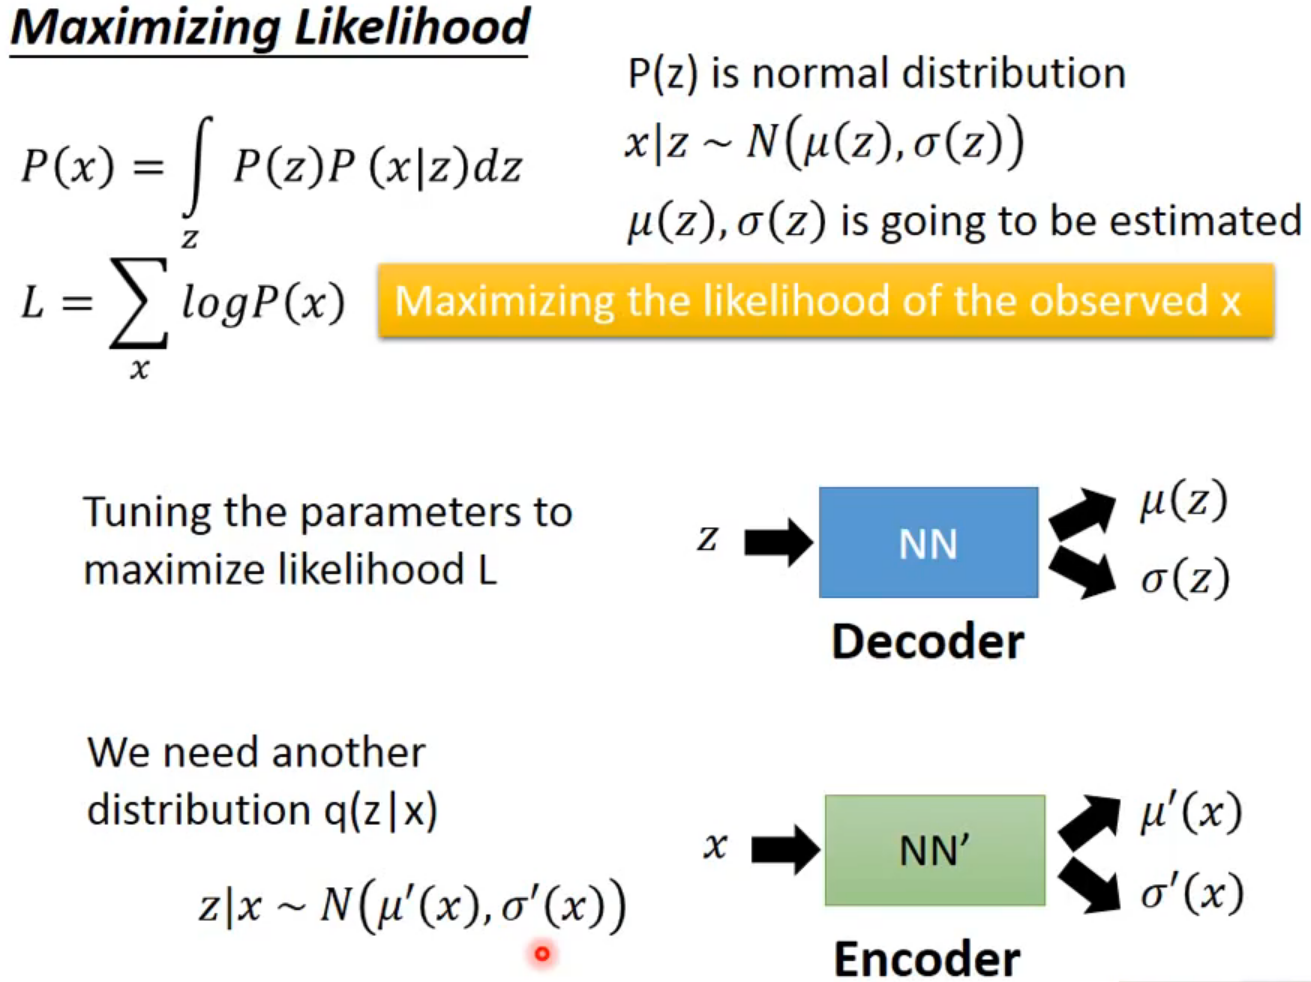 Maximizing Likelihood
P(z) is normal distribution
P(x) = ∫ P(z)P (x|z)dz
z
x|z ~ N(μ(z), σ(z))
μ(z), σ(z) is going to be estimated
L = ∑ logP(x)
x
Maximizing the likelihood of the observed x
Tuning the parameters to
maximize likelihood L
z
NN
μ(z)
σ(z)
Decoder
We need another
distribution q(z|x)
z|x ~ N(μ′(x), σ′(x))
x
NN′
μ′(x)
σ′(x)
Encoder